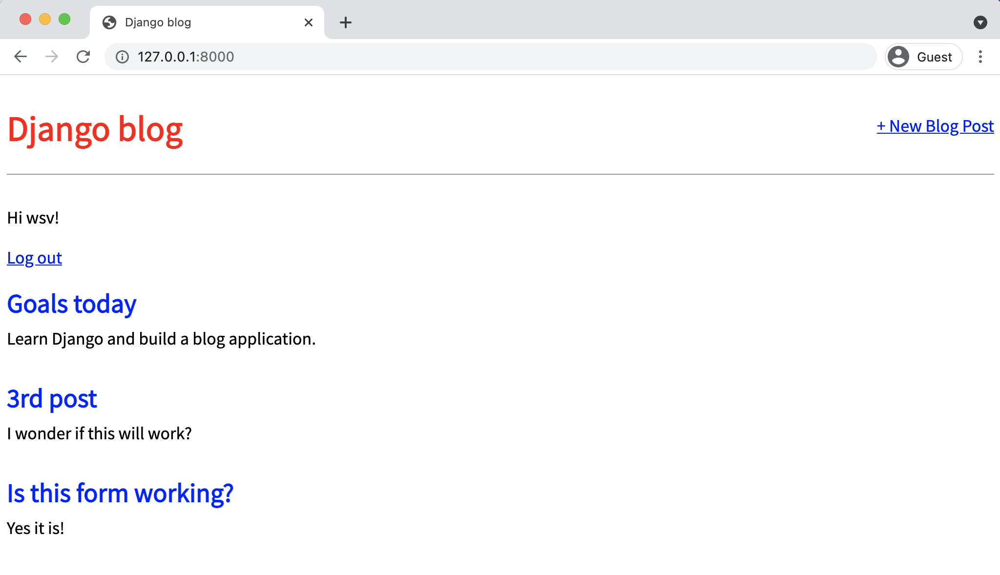 Django blog
127.0.0.1:8000
Guest
Django blog
+ New Blog Post
Hi wsv!
Log out
Goals today
Learn Django and build a blog application.
3rd post
I wonder if this will work?
Is this form working?
Yes it is!